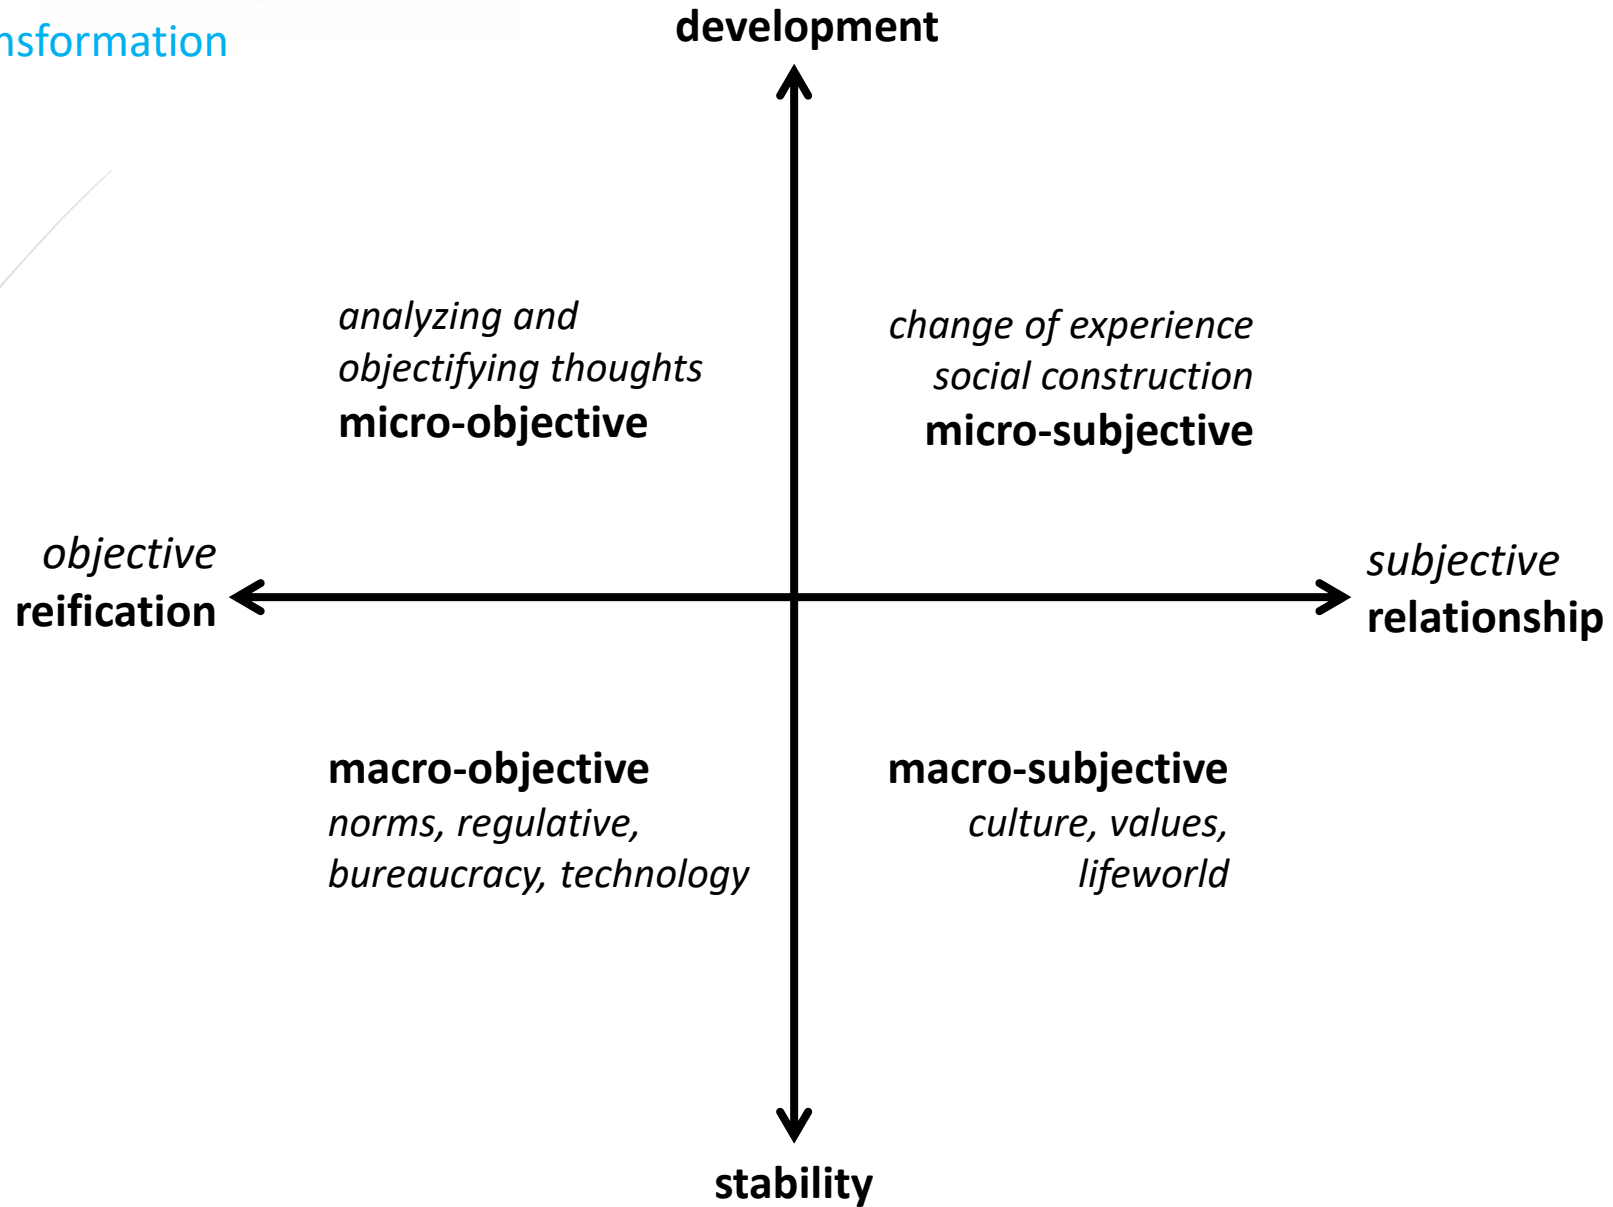 nsformation
development
analyzing and
objectifying thoughts
micro-objective
change of experience
social construction
micro-subjective
objective
reification
subjective
relationship
macro-objective
norms, regulative,
bureaucracy, technology
macro-subjective
culture, values,
lifeworld
stability